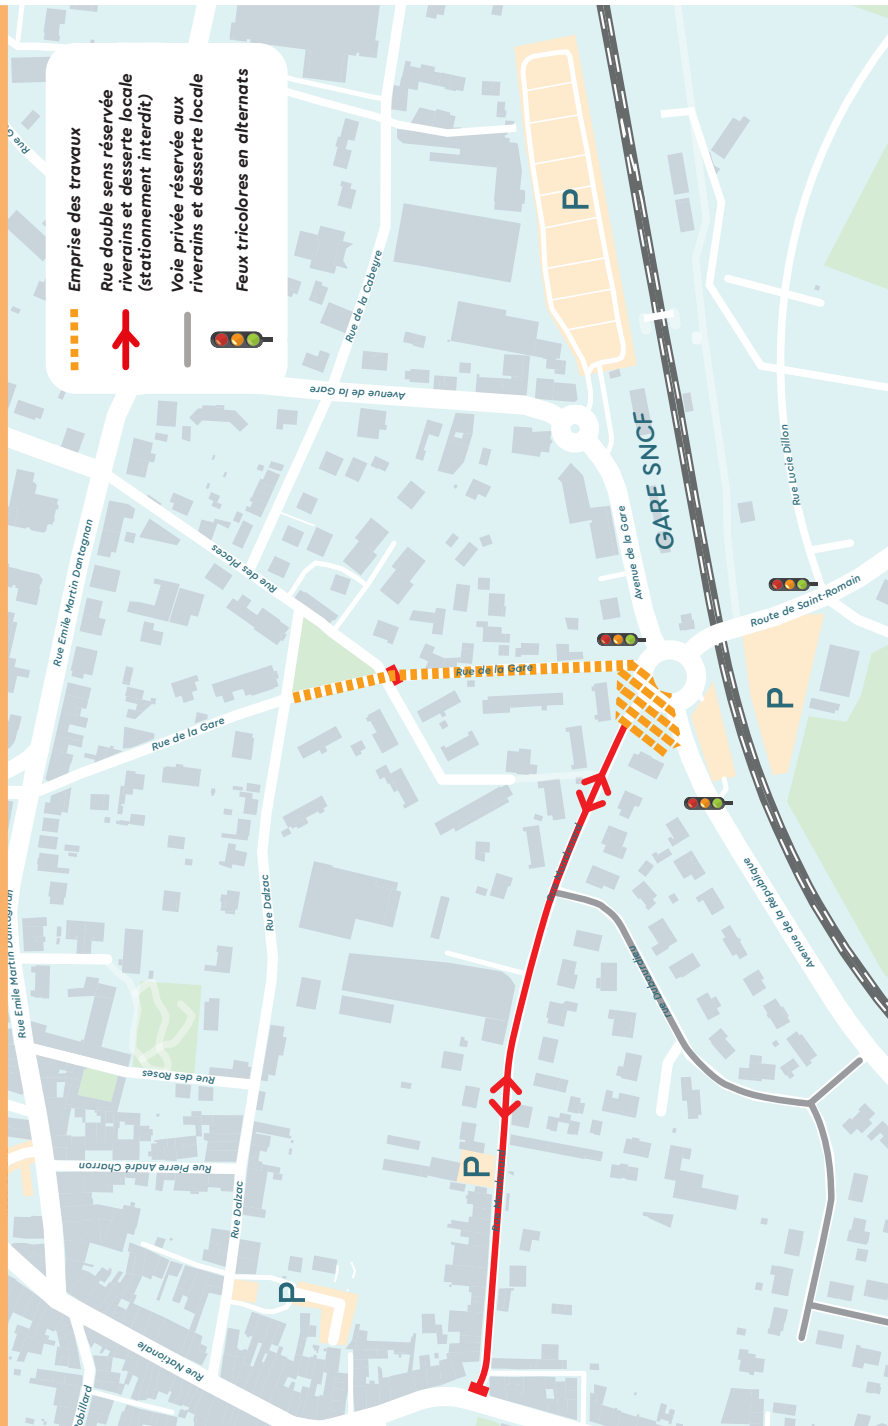 Emprise des travaux
Rue double sens réservée
riverains et desserte locale
(stationnement interdit)
Voie privée réservée aux
riverains et desserte locale
Feux tricolores en alternats
Rue de la Cabeyre
Avenue de la Gare
P
GARE SNCF
Rue Lucie Dillon
Rue Emile Martin Dantagnan
Rue des Places
Avenue de la Gare
Route de Saint-Romain
Rue de la Gare
Rue de la Gare
P
Rue Dalzac
Avenue de la République
rue Dubourdieu
Rue Emile Martin Dantagnan
Rue des Roses
Rue Pierre André Charron
P
Rue Dalzac
P
Rue Nationale